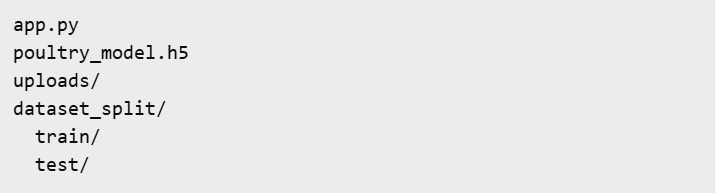 app.py
poultry_model.h5
uploads/
dataset_split/
  train/
  test/